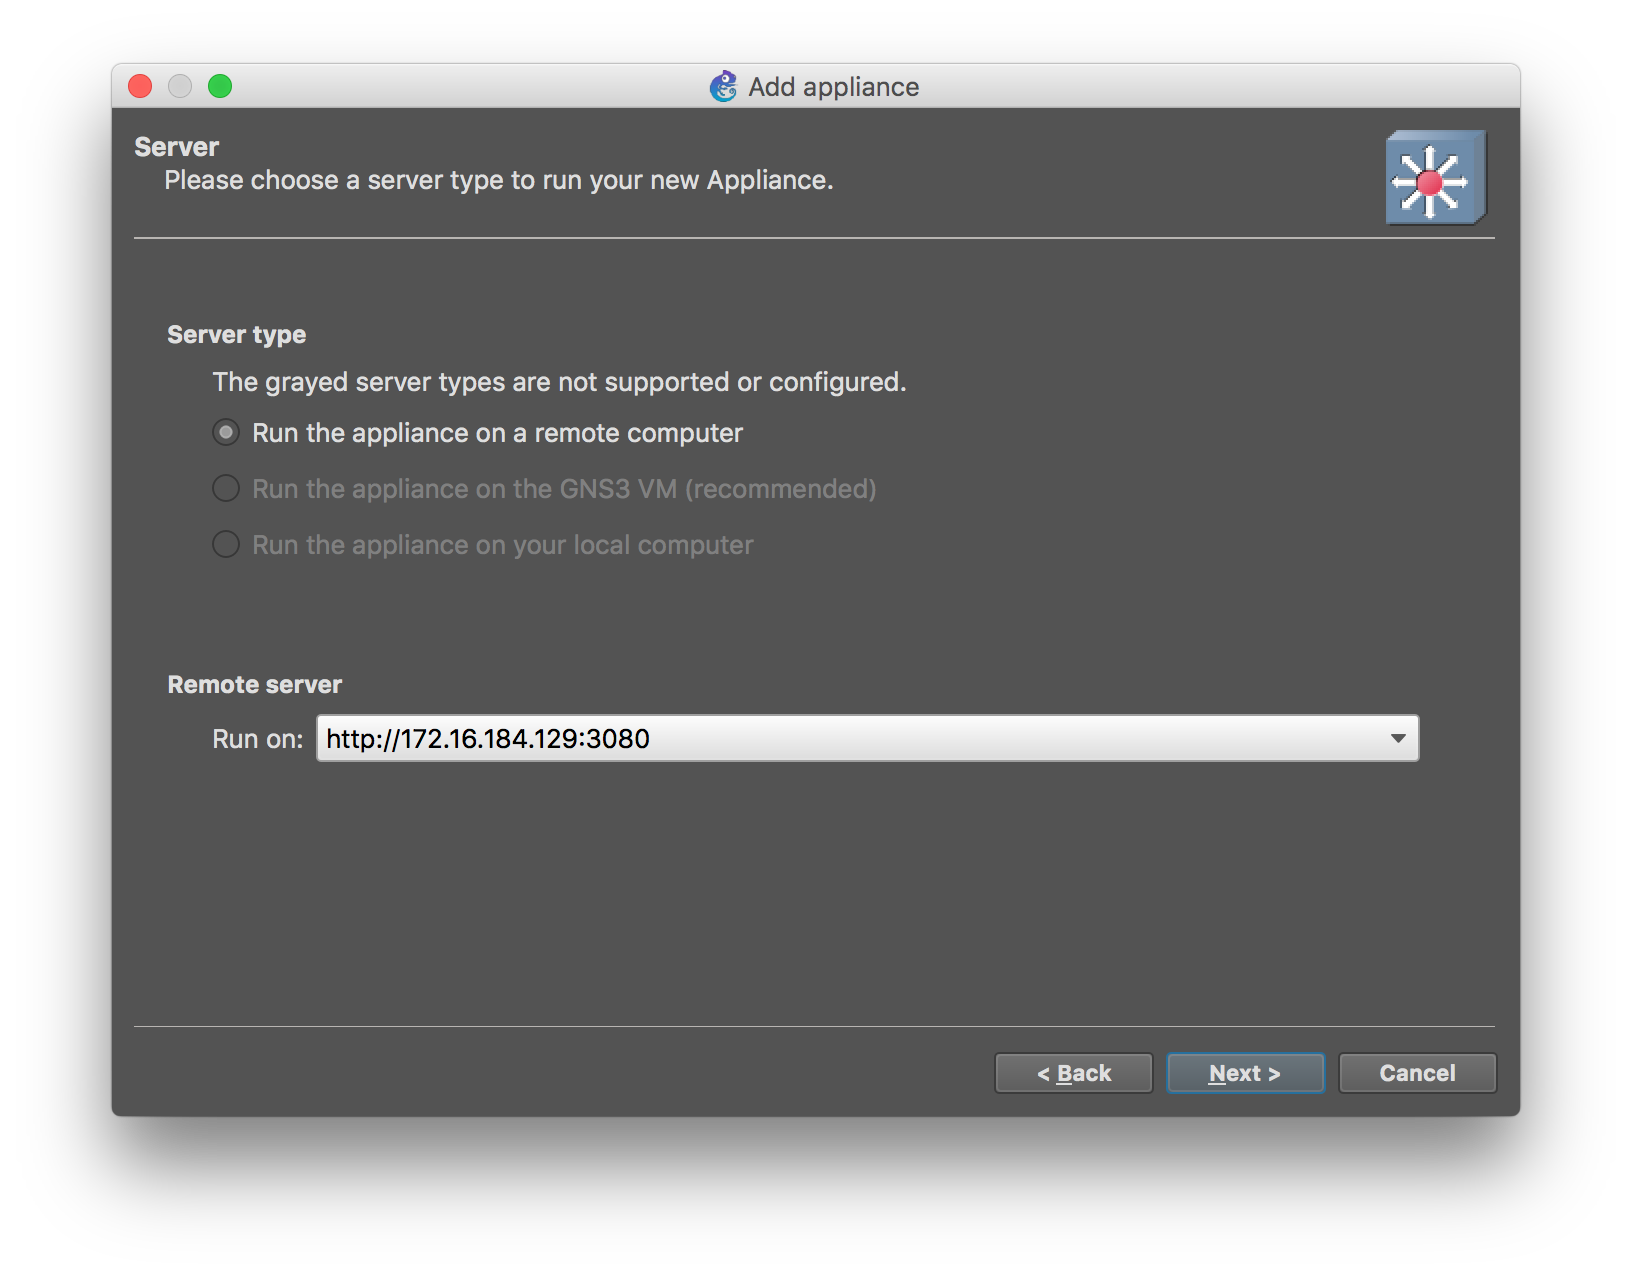 Add appliance
Server
Please choose a server type to run your new Appliance.
Server type
The grayed server types are not supported or configured.
Run the appliance on a remote computer
Run the appliance on the GNS3 VM (recommended)
Run the appliance on your local computer
Remote server
Run on: http://172.16.184.129:3080
< Back Next > Cancel